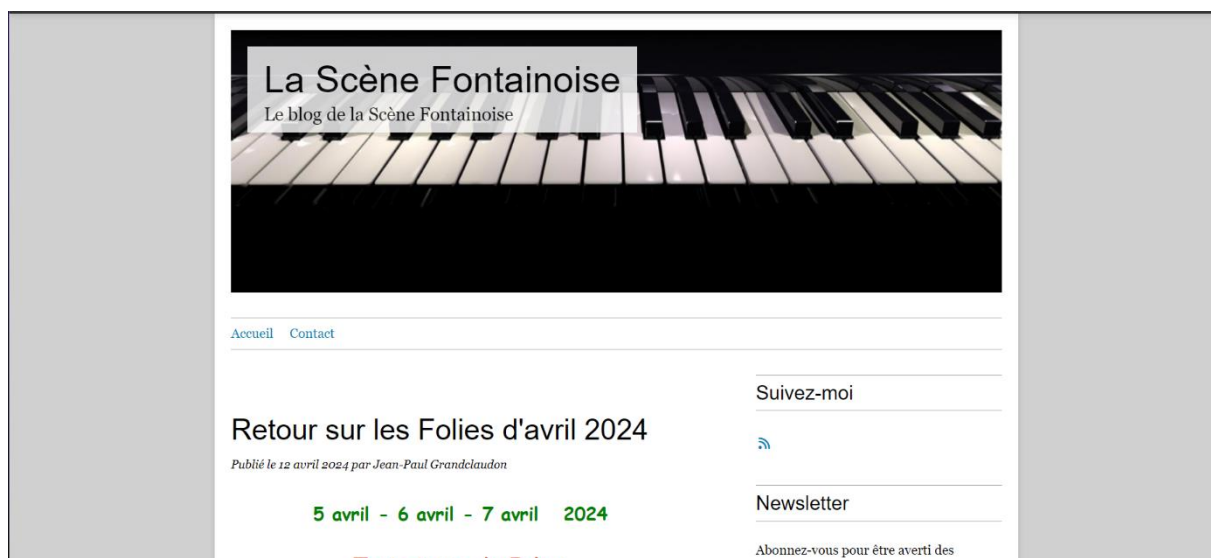 La Scène Fontainoise
Le blog de la Scène Fontainoise
Accueil Contact
Retour sur les Folies d'avril 2024
Publié le 12 avril 2024 par Jean-Paul Grandclaudon
5 avril - 6 avril - 7 avril 2024
Suivez-moi
Newsletter
Abonnez-vous pour être averti des